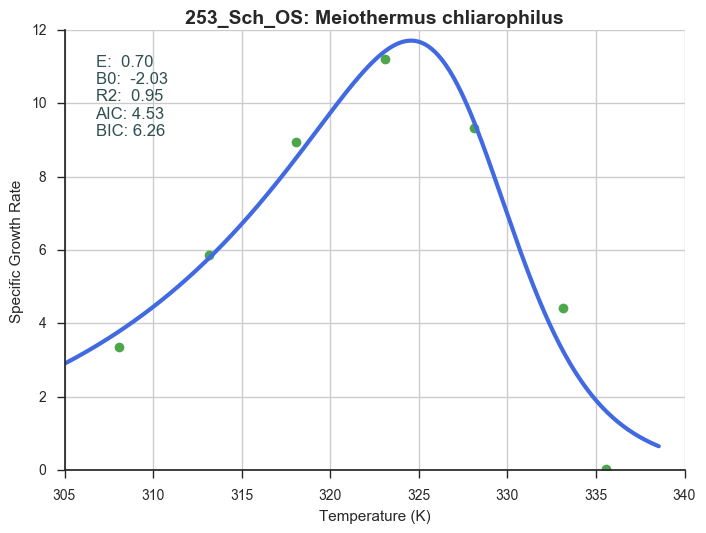 253_Sch_OS: Meiothermus chliarophilus
E: 0.70
B0: -2.03
R2: 0.95
AIC: 4.53
BIC: 6.26
Specific Growth Rate
12
10
8
6
4
2
0
305 310 315 320 325 330 335 340
Temperature (K)